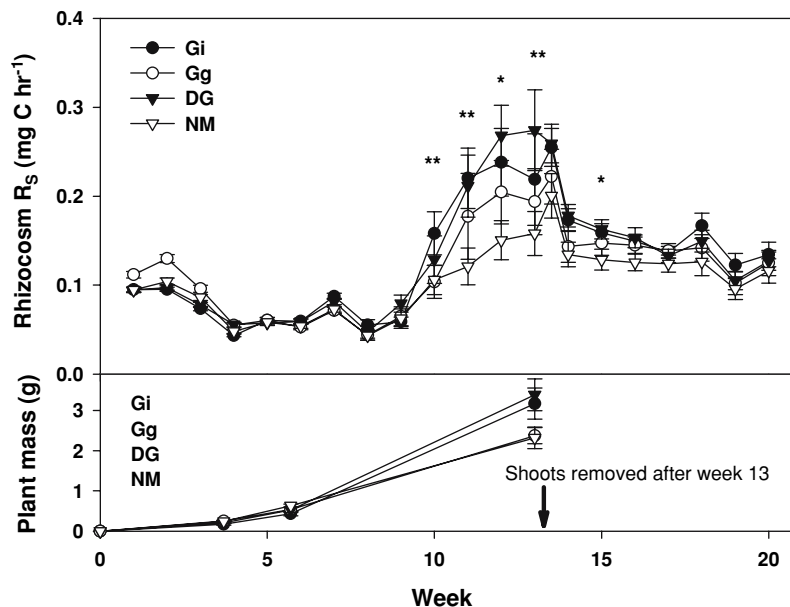 0.4
0.3
0.2
0.1
0.0
Rhizocosm R_S (mg C hr⁻¹)
Gi
Gg
DG
NM
**
**
*
**
*
3
2
1
0
Plant mass (g)
Gi
Gg
DG
NM
Shoots removed after week 13
0 5 10 15 20
Week